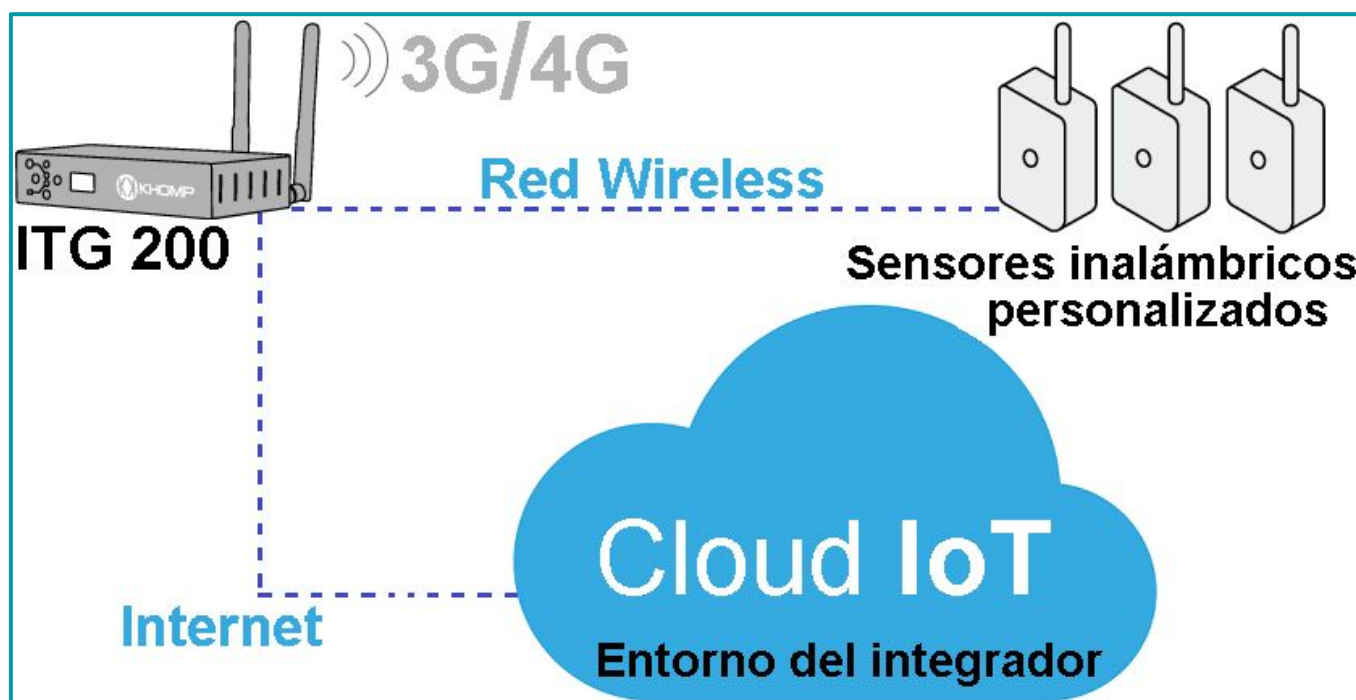 3G/4G
KHOMP
Red Wireless
ITG 200
Sensores inalámbricos
personalizados
Cloud IoT
Internet
Entorno del integrador